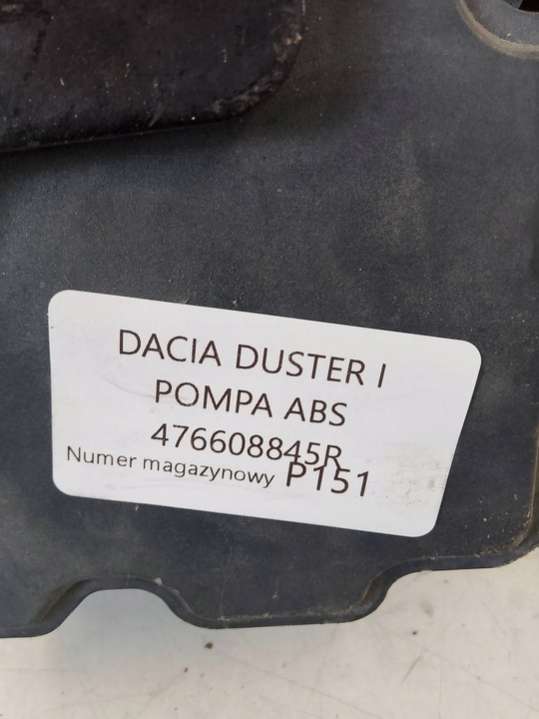 DACIA DUSTER I
POMPA ABS
476608845R
Numer magazynowy P151